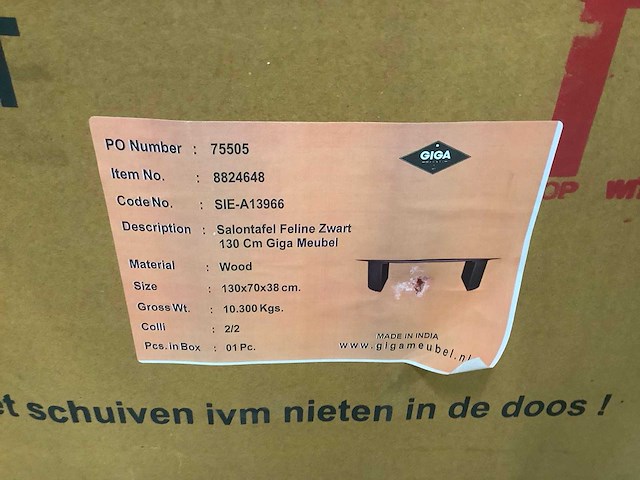 T
PO Number : 75505
GIGA
Item No. : 8824648
Code No. : SIE-A13966
OP
Description : Salontafel Feline Zwart
130 Cm Giga Meubel
Material : Wood
Size : 130x70x38 cm.
Gross Wt. : 10.300 Kgs.
Colli : 2/2
MADE IN INDIA
Pcs. in Box : 01 Pc.
www.gigameubel.nl
et schuiven ivm nieten in de doos !